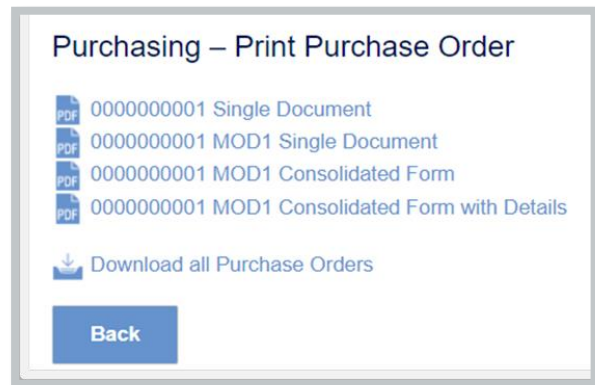 Purchasing – Print Purchase Order
PDF 0000000001 Single Document
PDF 0000000001 MOD1 Single Document
PDF 0000000001 MOD1 Consolidated Form
PDF 0000000001 MOD1 Consolidated Form with Details
Download all Purchase Orders
Back